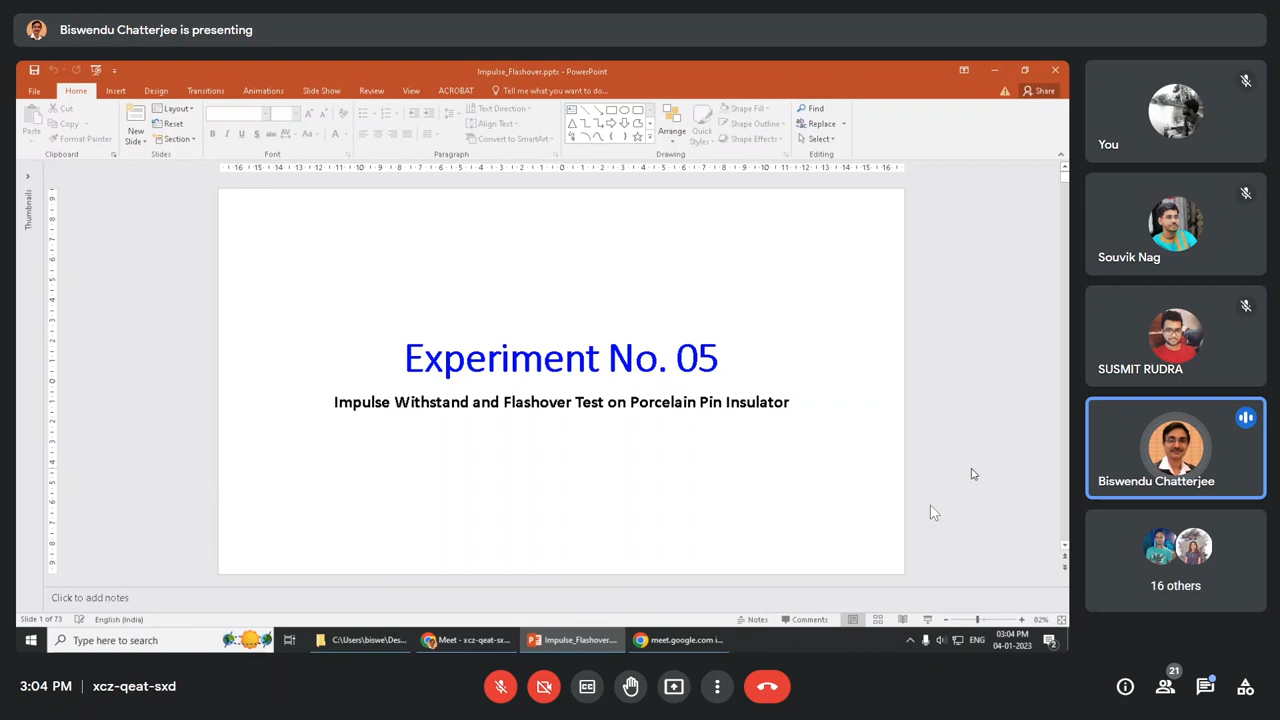 Biswendu Chatterjee is presenting
Impulse_Flashover.pptx - PowerPoint
File Home Insert Design Transitions Animations Slide Show Review View ACROBAT Tell me what you want to do... Share
Paste
Cut
Copy
Format Painter
Clipboard
New
Slide
Layout
Reset
Section
Slides
Font
Text Direction
Align Text
Convert to SmartArt
Paragraph
Arrange
Quick
Styles
Shape Fill
Shape Outline
Shape Effects
Drawing
Find
Replace
Select
Editing
Thumbnails
Experiment No. 05
Impulse Withstand and Flashover Test on Porcelain Pin Insulator
Click to add notes
Slide 1 of 73 English (India) Notes Comments 82%
Type here to search
C:\Users\biswe\Des...
Meet - xcz-qeat-sx...
Impulse_Flashover....
meet.google.com i...
ENG
03:04 PM
04-01-2023
2
You
Souvik Nag
SUSMIT RUDRA
Biswendu Chatterjee
16 others
3:04 PM xcz-qeat-sxd
21